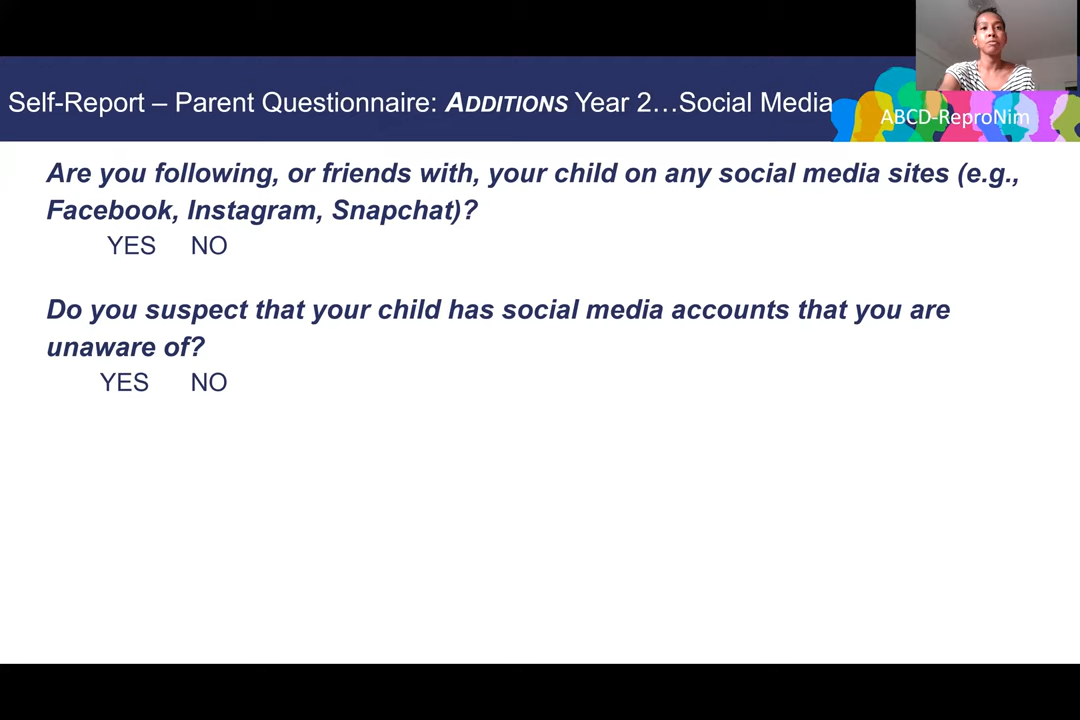 Self-Report – Parent Questionnaire: ADDITIONS Year 2…Social Media
ABCD-ReproNim
Are you following, or friends with, your child on any social media sites (e.g.,
Facebook, Instagram, Snapchat)?
YES NO
Do you suspect that your child has social media accounts that you are
unaware of?
YES NO